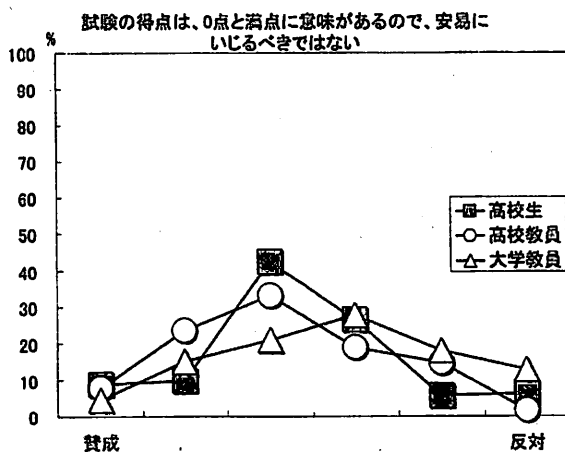 試験の得点は、0点と満点に意味があるので、安易に
いじるべきではない
%
100
90
80
70
60
50
40
30
20
10
0
高校生
高校教員
大学教員
賛成
反対